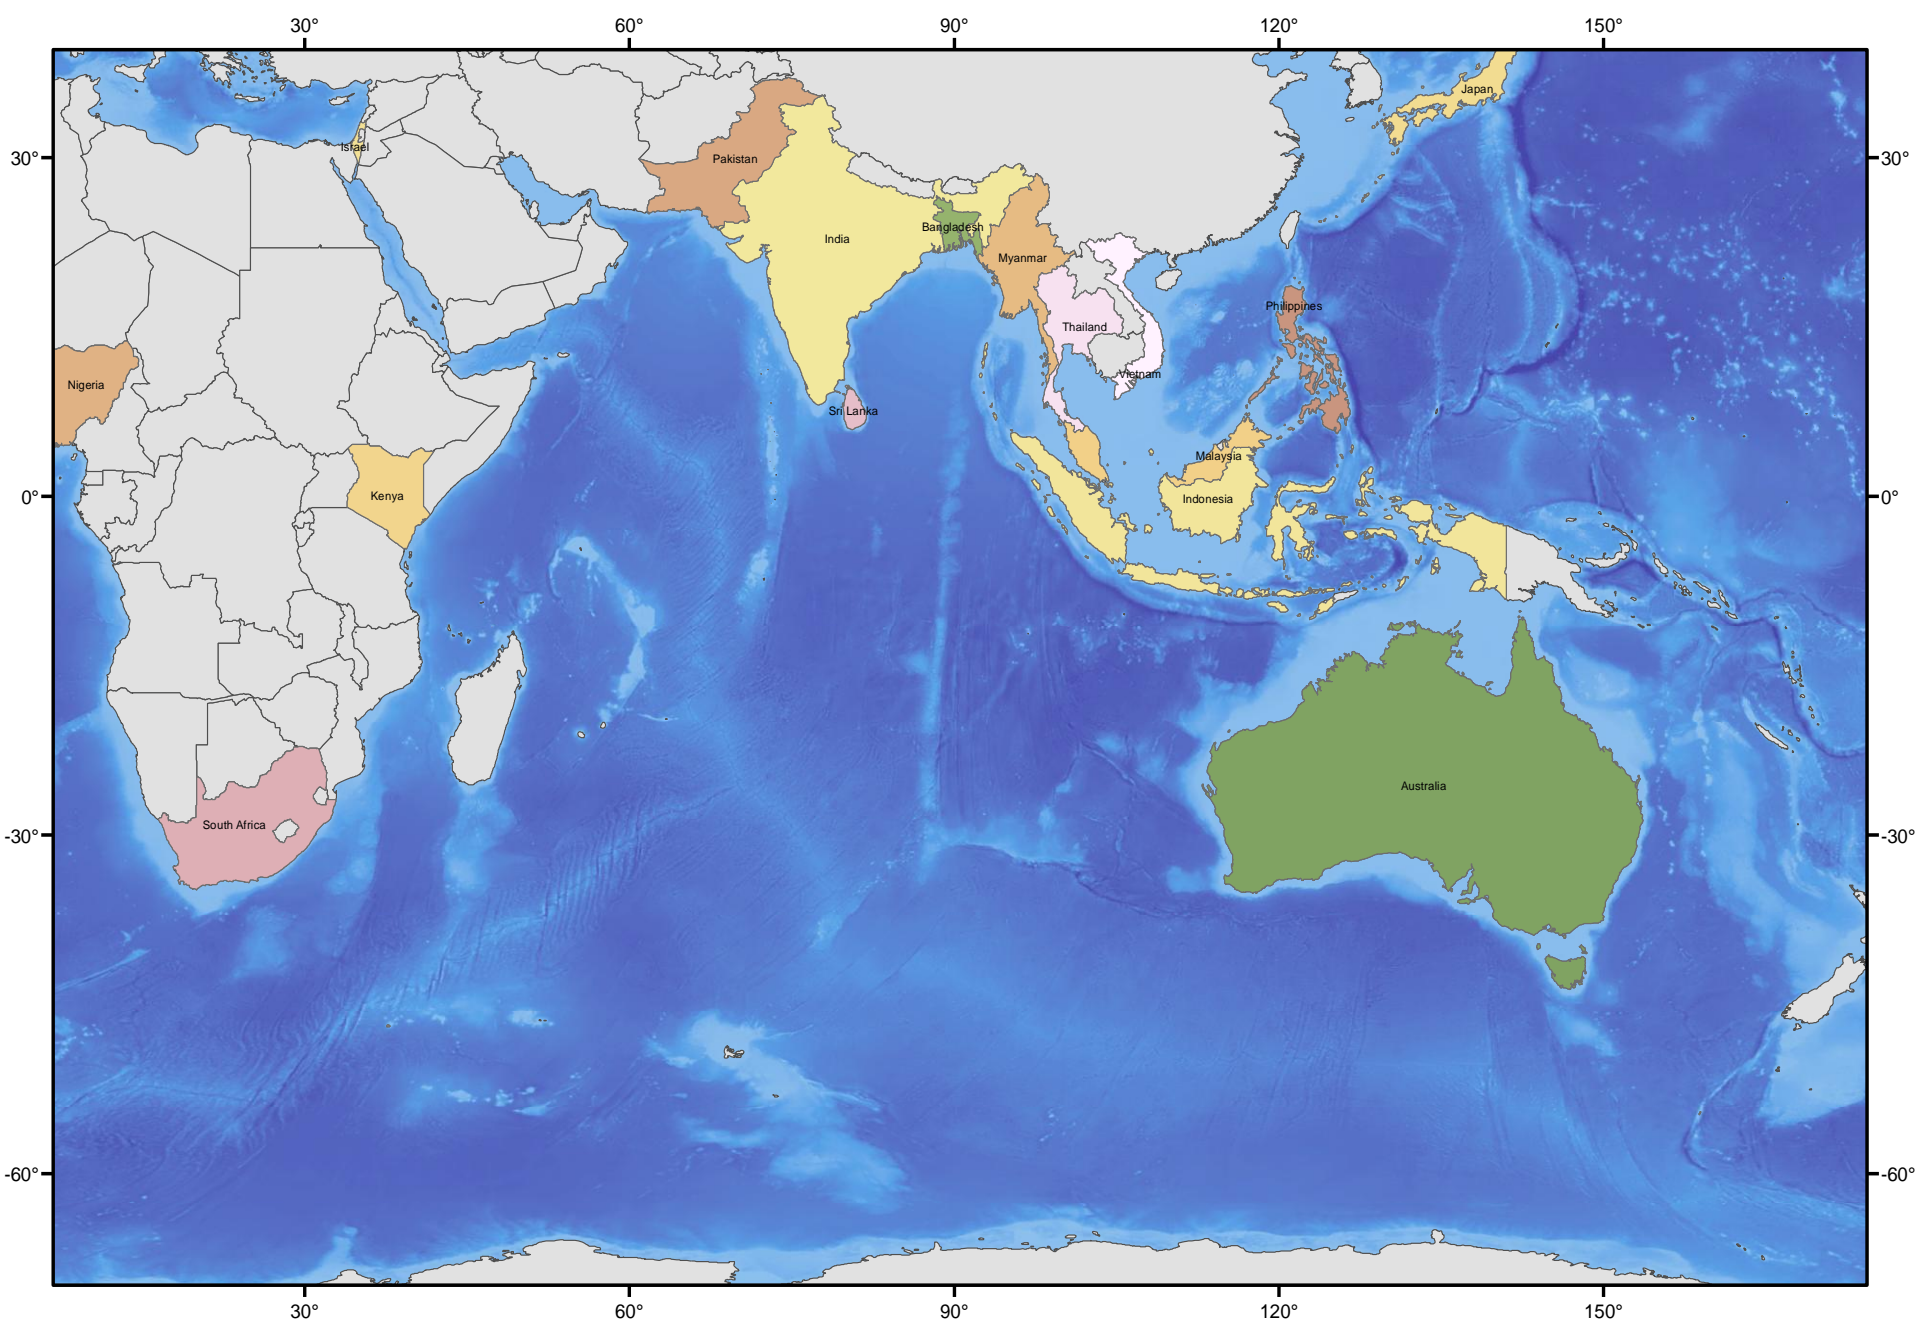 30° 60° 90° 120° 150°
Japan
Israel
30° Pakistan 30°
Bangladesh
India
Myanmar
Philippines
Thailand
Vietnam
Nigeria
Sri Lanka
Malaysia
0° Kenya Indonesia 0°
Australia
South Africa
-30° -30°
-60° -60°
30° 60° 90° 120° 150°